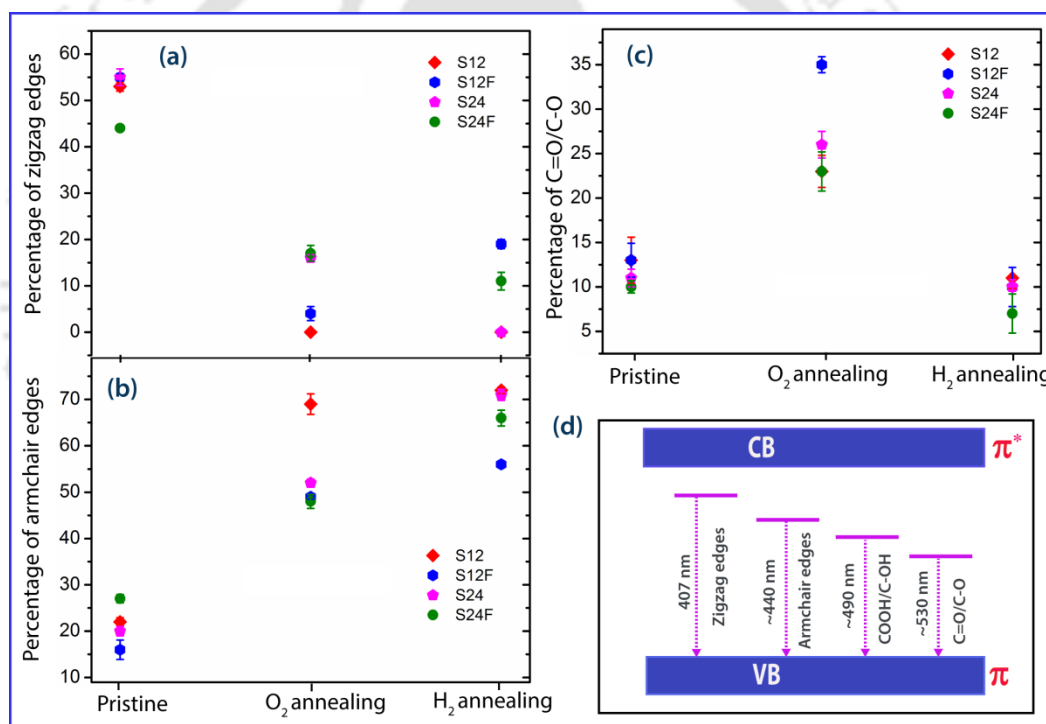 (a)
S12
S12F
S24
S24F
Percentage of zigzag edges
60
50
40
30
20
10
0
(b)
S12
S12F
S24
S24F
Percentage of armchair edges
70
60
50
40
30
20
10
Pristine
O₂ annealing
H₂ annealing
(c)
S12
S12F
S24
S24F
Percentage of C=O/C-O
35
30
25
20
15
10
5
Pristine
O₂ annealing
H₂ annealing
(d)
CB
π*
407 nm
Zigzag edges
~440 nm
Armchair edges
~490 nm
COOH/C-OH
~530 nm
C=O/C-O
VB
π